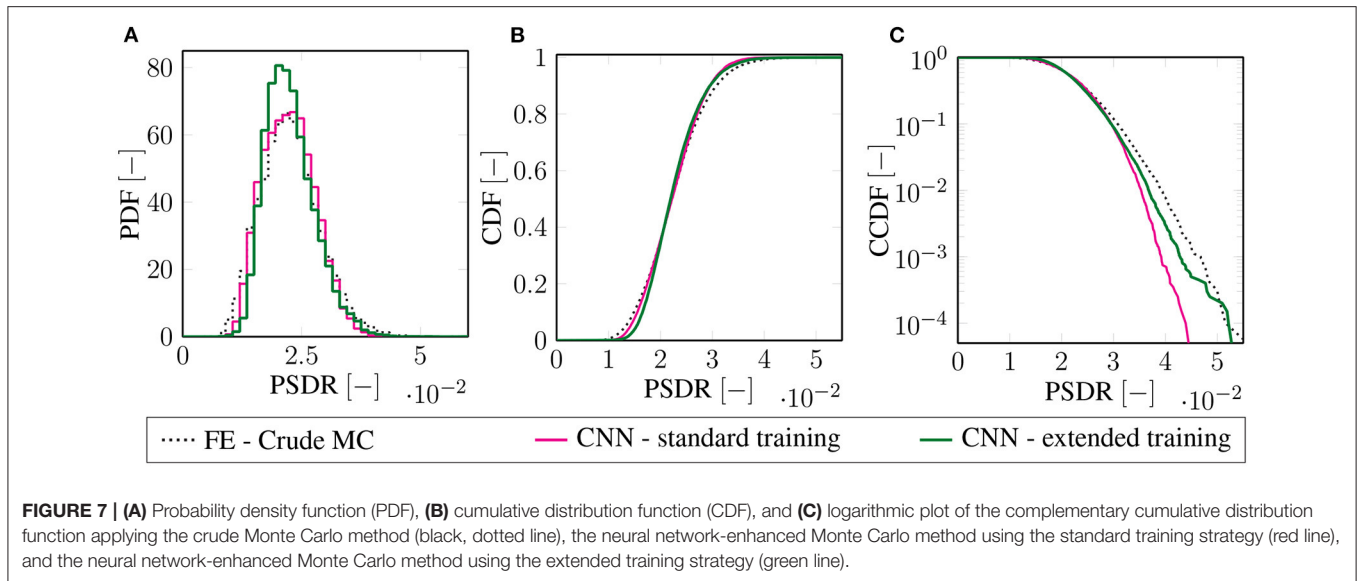 A
80
60
40
20
0
PDF [−]
0
2.5
5
PSDR [−]
·10⁻²
B
1
0.8
0.6
0.4
0.2
0
CDF [−]
0
1
2
3
4
5
PSDR [−]
·10⁻²
C
10⁰
10⁻¹
10⁻²
10⁻³
10⁻⁴
CCDF [−]
0
1
2
3
4
5
PSDR [−]
·10⁻²
FE - Crude MC
CNN - standard training
CNN - extended training
FIGURE 7 | (A) Probability density function (PDF), (B) cumulative distribution function (CDF), and (C) logarithmic plot of the complementary cumulative distribution
function applying the crude Monte Carlo method (black, dotted line), the neural network-enhanced Monte Carlo method using the standard training strategy (red line),
and the neural network-enhanced Monte Carlo method using the extended training strategy (green line).